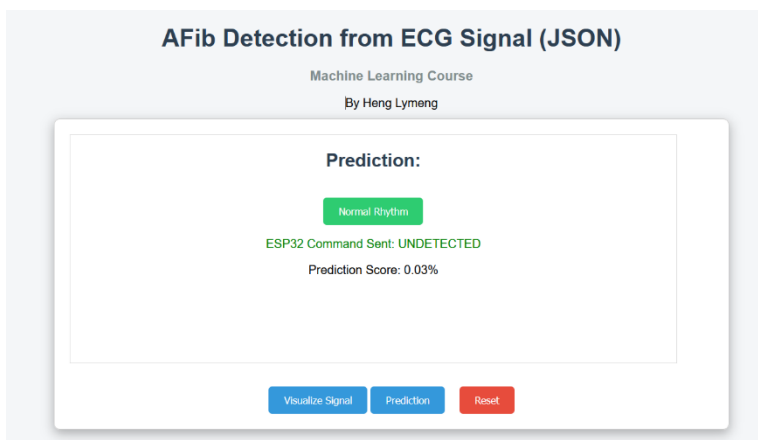 AFib Detection from ECG Signal (JSON)
Machine Learning Course
By Heng Lymeng
Prediction:
Normal Rhythm
ESP32 Command Sent: UNDETECTED
Prediction Score: 0.03%
Visualize Signal Prediction Reset